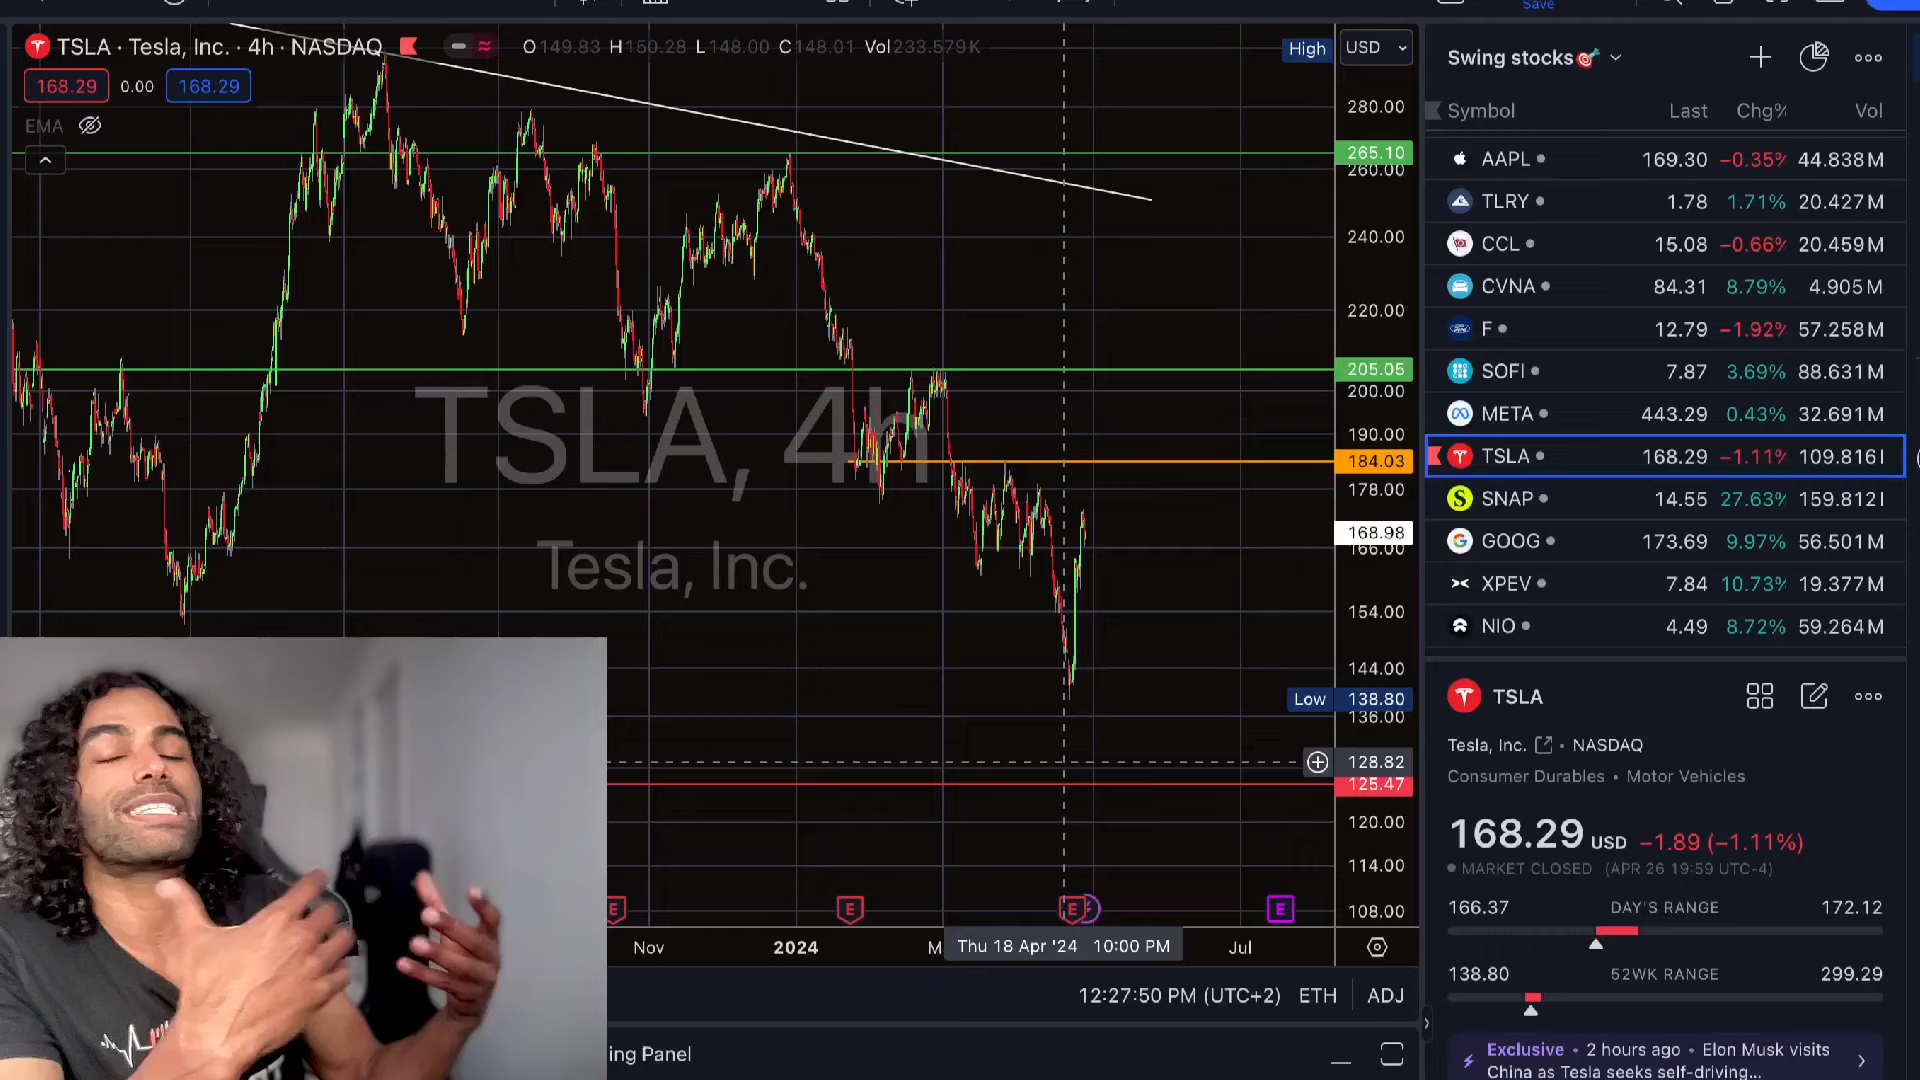 Save
TSLA · Tesla, Inc. · 4h · NASDAQ
O149.83 H150.28 L148.00 C148.01 Vol233.579K
168.29 0.00 168.29
EMA
High
USD
280.00
265.10
260.00
240.00
220.00
205.05
200.00
190.00
184.03
178.00
168.98
166.00
154.00
144.00
Low 138.80
136.00
128.82
125.47
120.00
114.00
108.00
TSLA, 4h
Tesla, Inc.
E E E E
Nov 2024 M Thu 18 Apr '24 10:00 PM Jul
12:27:50 PM (UTC+2) ETH ADJ
ing Panel
Swing stocks
Symbol Last Chg% Vol
AAPL 169.30 −0.35% 44.838M
TLRY 1.78 1.71% 20.427M
CCL 15.08 −0.66% 20.459M
CVNA 84.31 8.79% 4.905M
F 12.79 −1.92% 57.258M
SOFI 7.87 3.69% 88.631M
META 443.29 0.43% 32.691M
TSLA 168.29 −1.11% 109.816
SNAP 14.55 27.63% 159.812
GOOG 173.69 9.97% 56.501M
XPEV 7.84 10.73% 19.377M
NIO 4.49 8.72% 59.264M
TSLA
Tesla, Inc. • NASDAQ
Consumer Durables • Motor Vehicles
168.29 USD −1.89 (−1.11%)
MARKET CLOSED (APR 26 19:59 UTC-4)
166.37 DAY'S RANGE 172.12
138.80 52WK RANGE 299.29
Exclusive • 2 hours ago • Elon Musk visits
China as Tesla seeks self-driving...